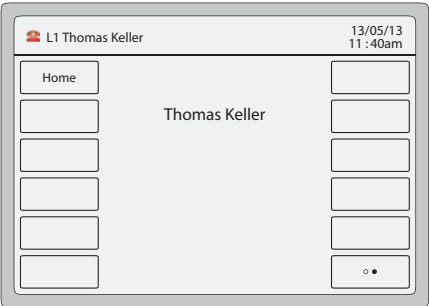 L1 Thomas Keller
13/05/13
11:40am
Home
Thomas Keller